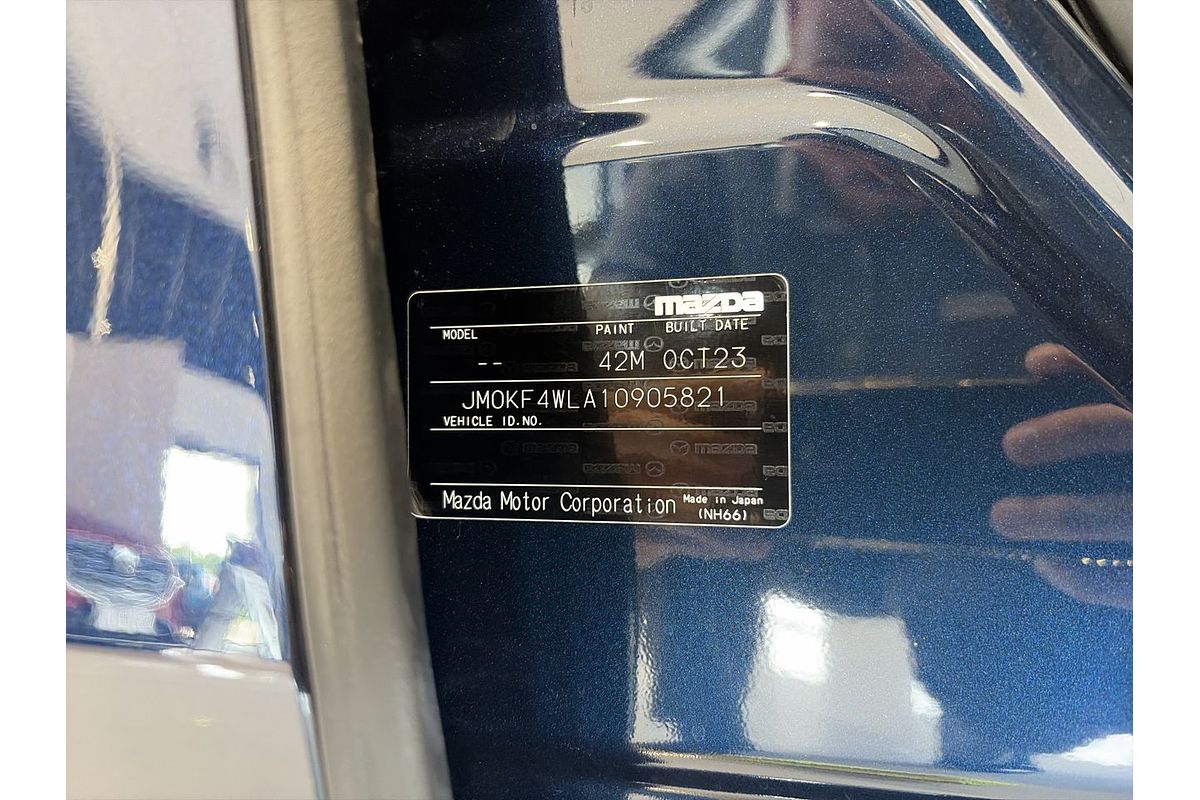 mazda
MODEL PAINT BUILT DATE
-- 42M OCT23
JM0KF4WLA10905821
VEHICLE ID.NO.
Mazda Motor Corporation Made in Japan
(NH66)